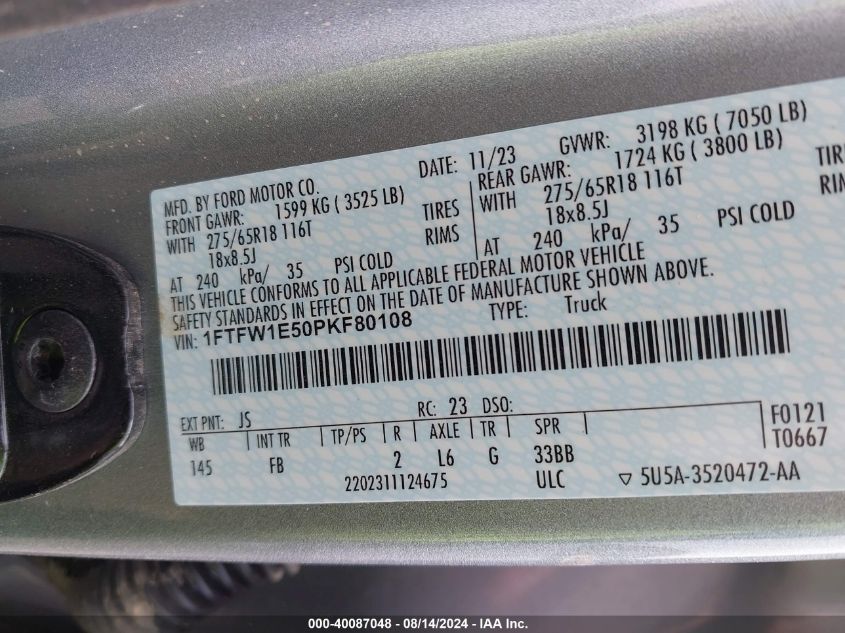 MFD. BY FORD MOTOR CO. DATE: 11/23 GVWR: 3198 KG ( 7050 LB)
FRONT GAWR: 1599 KG ( 3525 LB) REAR GAWR: 1724 KG ( 3800 LB)
WITH 275/65R18 116T TIRES WITH 275/65R18 116T TIRE
18x8.5J RIMS 18x8.5J RIMS
AT 240 kPa/ 35 PSI COLD AT 240 kPa/ 35 PSI COLD
THIS VEHICLE CONFORMS TO ALL APPLICABLE FEDERAL MOTOR VEHICLE
SAFETY STANDARDS IN EFFECT ON THE DATE OF MANUFACTURE SHOWN ABOVE.
VIN: 1FTFW1E50PKF80108 TYPE: Truck
EXT PNT: JS RC: 23 DSO: F0121
WB INT TR TP/PS R AXLE TR SPR T0667
145 FB 2 L6 G 33BB
2202311124675 ULC ▽ 5U5A-3520472-AA
000-40087048 - 08/14/2024 - IAA Inc.